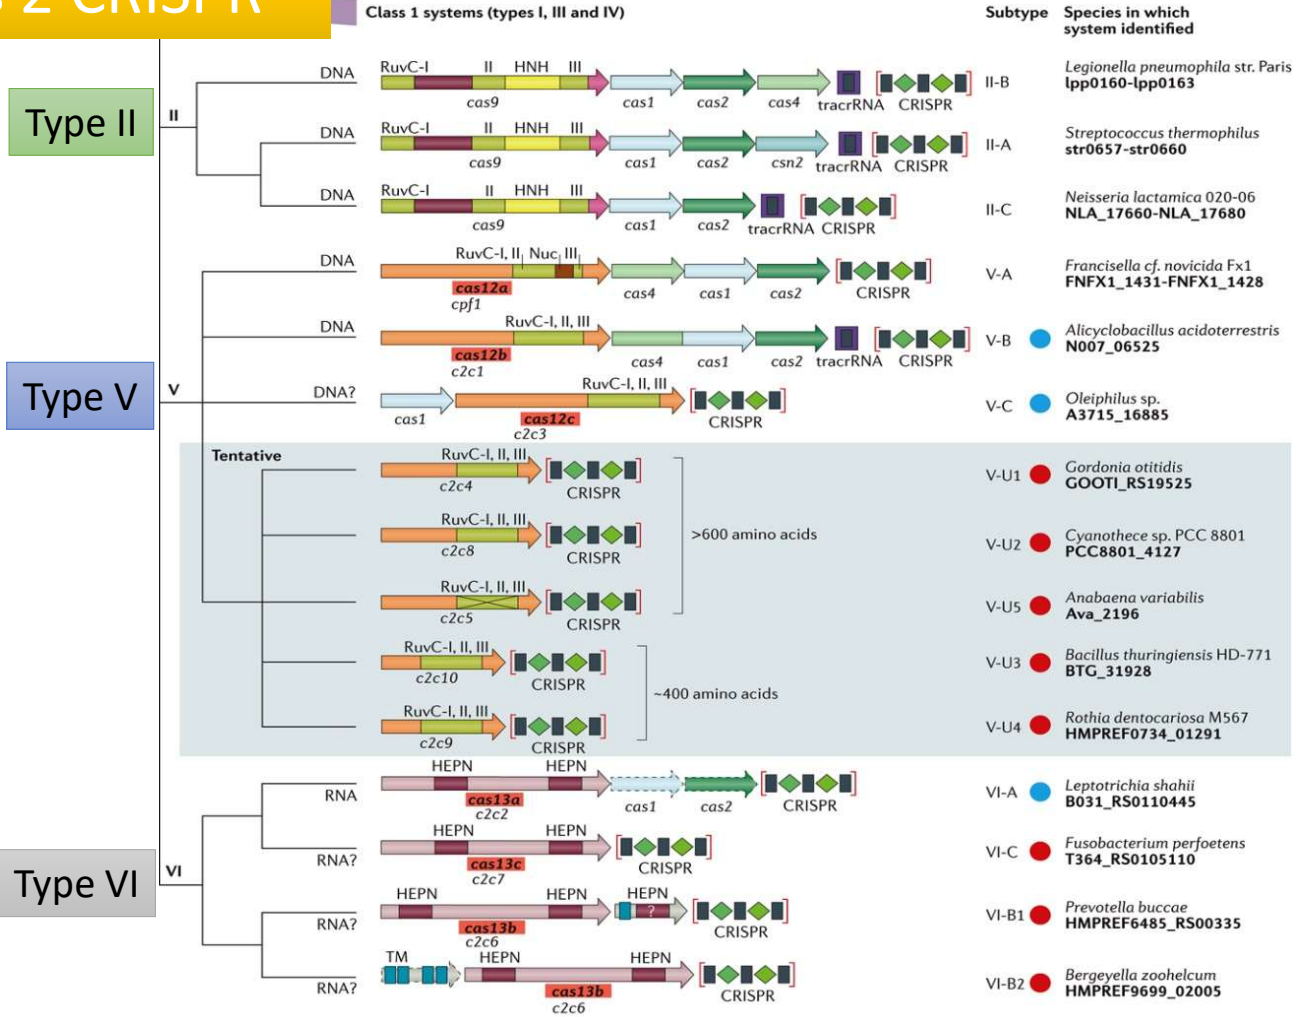 s 2 CRISPR
Class 1 systems (types I, III and IV)
Subtype
Species in which
system identified
Type II
II
DNA
RuvC-I II HNH III
cas9 cas1 cas2 cas4 tracrRNA CRISPR
II-B
Legionella pneumophila str. Paris
lpp0160-lpp0163
DNA
RuvC-I II HNH III
cas9 cas1 cas2 csn2 tracrRNA CRISPR
II-A
Streptococcus thermophilus
str0657-str0660
DNA
RuvC-I II HNH III
cas9 cas1 cas2 tracrRNA CRISPR
II-C
Neisseria lactamica 020-06
NLA_17660-NLA_17680
Type V
V
DNA
RuvC-I, II Nuc III
cas12a
cpf1
cas4 cas1 cas2 CRISPR
V-A
Francisella cf. novicida Fx1
FNFX1_1431-FNFX1_1428
DNA
RuvC-I, II, III
cas12b
c2c1
cas4 cas1 cas2 tracrRNA CRISPR
V-B
Alicyclobacillus acidoterrestris
N007_06525
DNA?
RuvC-I, II, III
cas1
cas12c
c2c3
CRISPR
V-C
Oleiphilus sp.
A3715_16885
Tentative
RuvC-I, II, III
c2c4
CRISPR
V-U1
Gordonia otitidis
GOOTI_RS19525
RuvC-I, II, III
c2c8
CRISPR
>600 amino acids
V-U2
Cyanothece sp. PCC 8801
PCC8801_4127
RuvC-I, II, III
c2c5
CRISPR
V-U5
Anabaena variabilis
Ava_2196
RuvC-I, II, III
c2c10
CRISPR
V-U3
Bacillus thuringiensis HD-771
BTG_31928
~400 amino acids
RuvC-I, II, III
c2c9
CRISPR
V-U4
Rothia dentocariosa M567
HMPREF0734_01291
Type VI
VI
RNA
HEPN HEPN
cas13a
c2c2
cas1 cas2 CRISPR
VI-A
Leptotrichia shahii
B031_RS0110445
RNA?
HEPN HEPN
cas13c
c2c7
CRISPR
VI-C
Fusobacterium perfoetens
T364_RS0105110
RNA?
HEPN HEPN HEPN
?
cas13b
c2c6
CRISPR
VI-B1
Prevotella buccae
HMPREF6485_RS00335
RNA?
TM HEPN HEPN
cas13b
c2c6
CRISPR
VI-B2
Bergeyella zoohelcum
HMPREF9699_02005